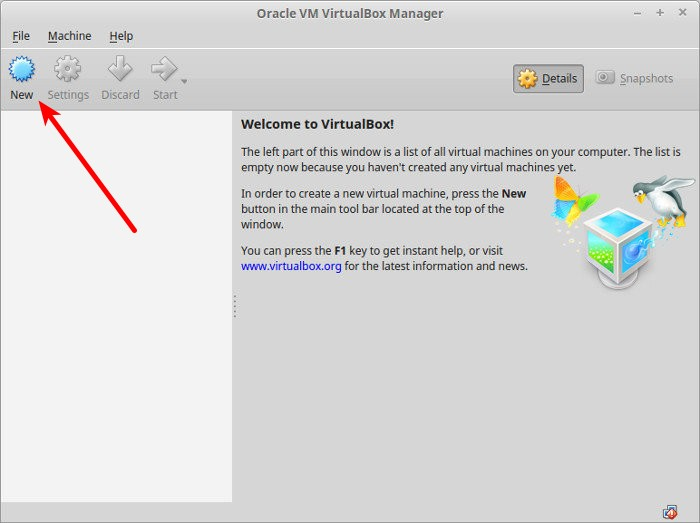 Oracle VM VirtualBox Manager
File Machine Help
New Settings Discard Start Details Snapshots
Welcome to VirtualBox!
The left part of this window is a list of all virtual machines on your computer. The list is
empty now because you haven't created any virtual machines yet.
In order to create a new virtual machine, press the New
button in the main tool bar located at the top of the
window.
You can press the F1 key to get instant help, or visit
www.virtualbox.org for the latest information and news.